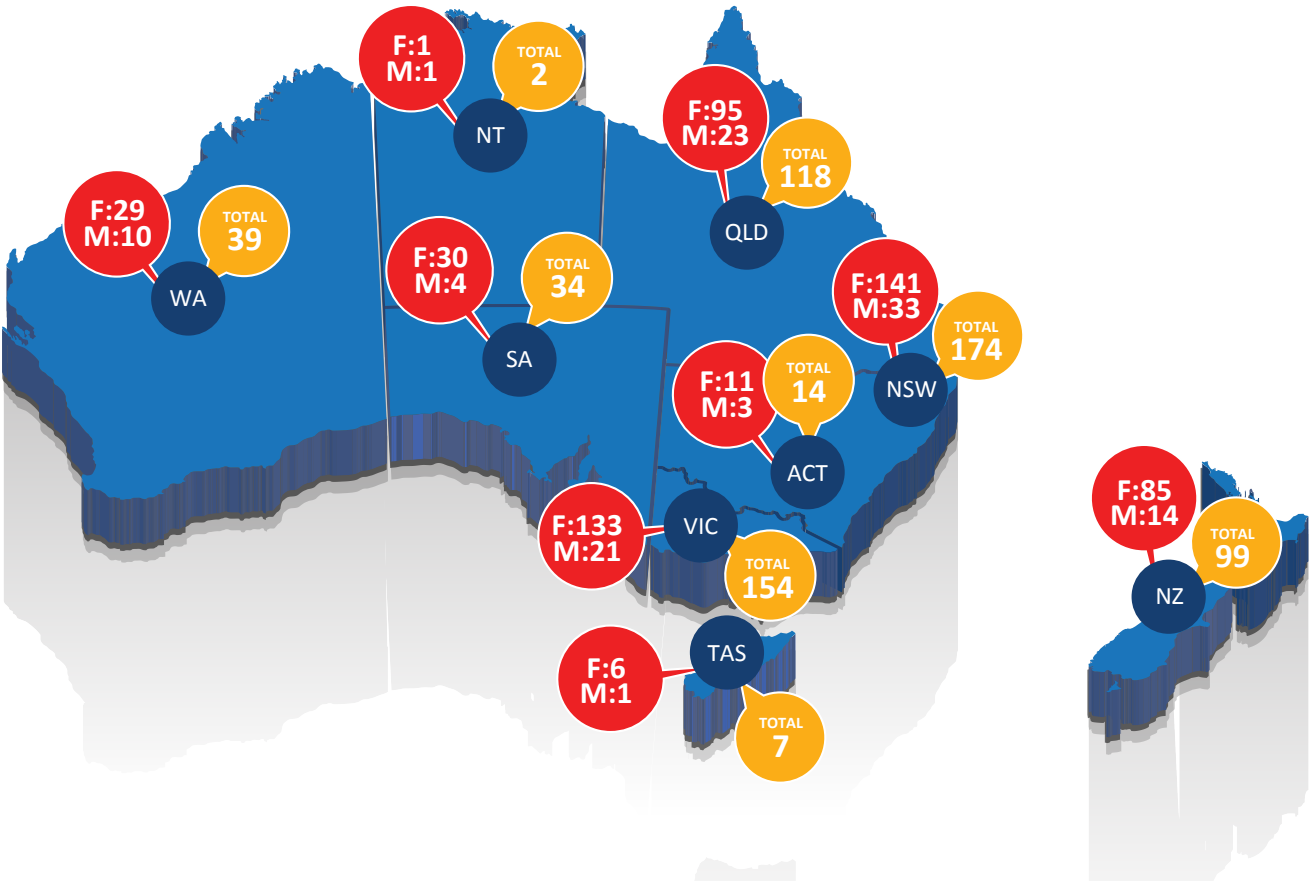 F:1
M:1
TOTAL
2
NT
F:95
M:23
TOTAL
118
QLD
F:29
M:10
TOTAL
39
WA
F:30
M:4
TOTAL
34
SA
F:141
M:33
TOTAL
174
NSW
F:11
M:3
TOTAL
14
ACT
F:133
M:21
VIC
TOTAL
154
F:6
M:1
TAS
TOTAL
7
F:85
M:14
TOTAL
99
NZ